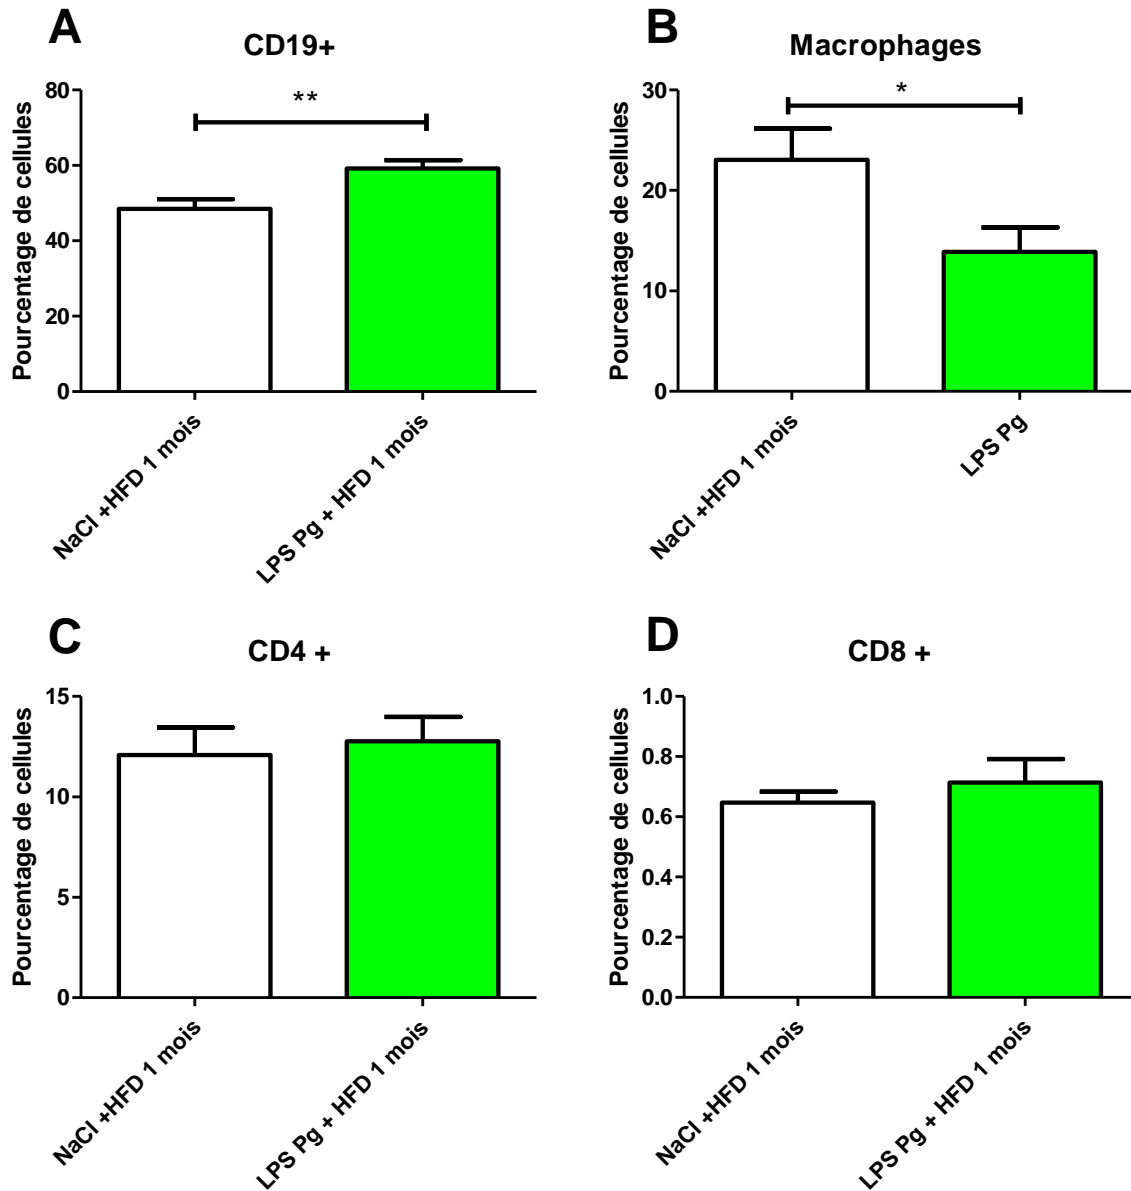 A
CD19+
Pourcentage de cellules
80
60
40
20
0
**
NaCl +HFD 1 mois
LPS Pg + HFD 1 mois
B
Macrophages
Pourcentage de cellules
30
20
10
0
*
NaCl +HFD 1 mois
LPS Pg
C
CD4 +
Pourcentage de cellules
15
10
5
0
NaCl +HFD 1 mois
LPS Pg + HFD 1 mois
D
CD8 +
Pourcentage de cellules
1.0
0.8
0.6
0.4
0.2
0.0
NaCl +HFD 1 mois
LPS Pg + HFD 1 mois